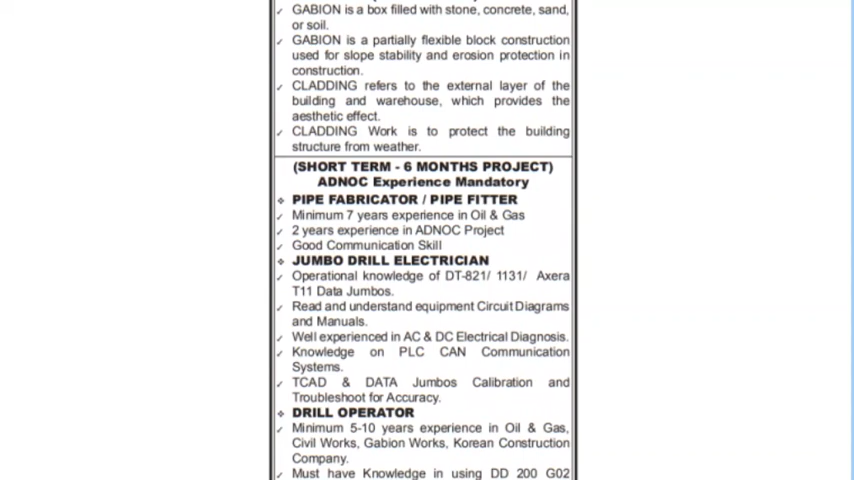 ✓ GABION is a box filled with stone, concrete, sand,
or soil.
✓ GABION is a partially flexible block construction
used for slope stability and erosion protection in
construction.
✓ CLADDING refers to the external layer of the
building and warehouse, which provides the
aesthetic effect.
✓ CLADDING Work is to protect the building
structure from weather.
(SHORT TERM - 6 MONTHS PROJECT)
ADNOC Experience Mandatory
❖ PIPE FABRICATOR / PIPE FITTER
✓ Minimum 7 years experience in Oil & Gas
✓ 2 years experience in ADNOC Project
✓ Good Communication Skill
❖ JUMBO DRILL ELECTRICIAN
✓ Operational knowledge of DT-821/ 1131/ Axera
T11 Data Jumbos.
✓ Read and understand equipment Circuit Diagrams
and Manuals.
✓ Well experienced in AC & DC Electrical Diagnosis.
✓ Knowledge on PLC CAN Communication
Systems.
✓ TCAD & DATA Jumbos Calibration and
Troubleshoot for Accuracy.
❖ DRILL OPERATOR
✓ Minimum 5-10 years experience in Oil & Gas,
Civil Works, Gabion Works, Korean Construction
Company.
✓ Must have Knowledge in using DD 200 G02